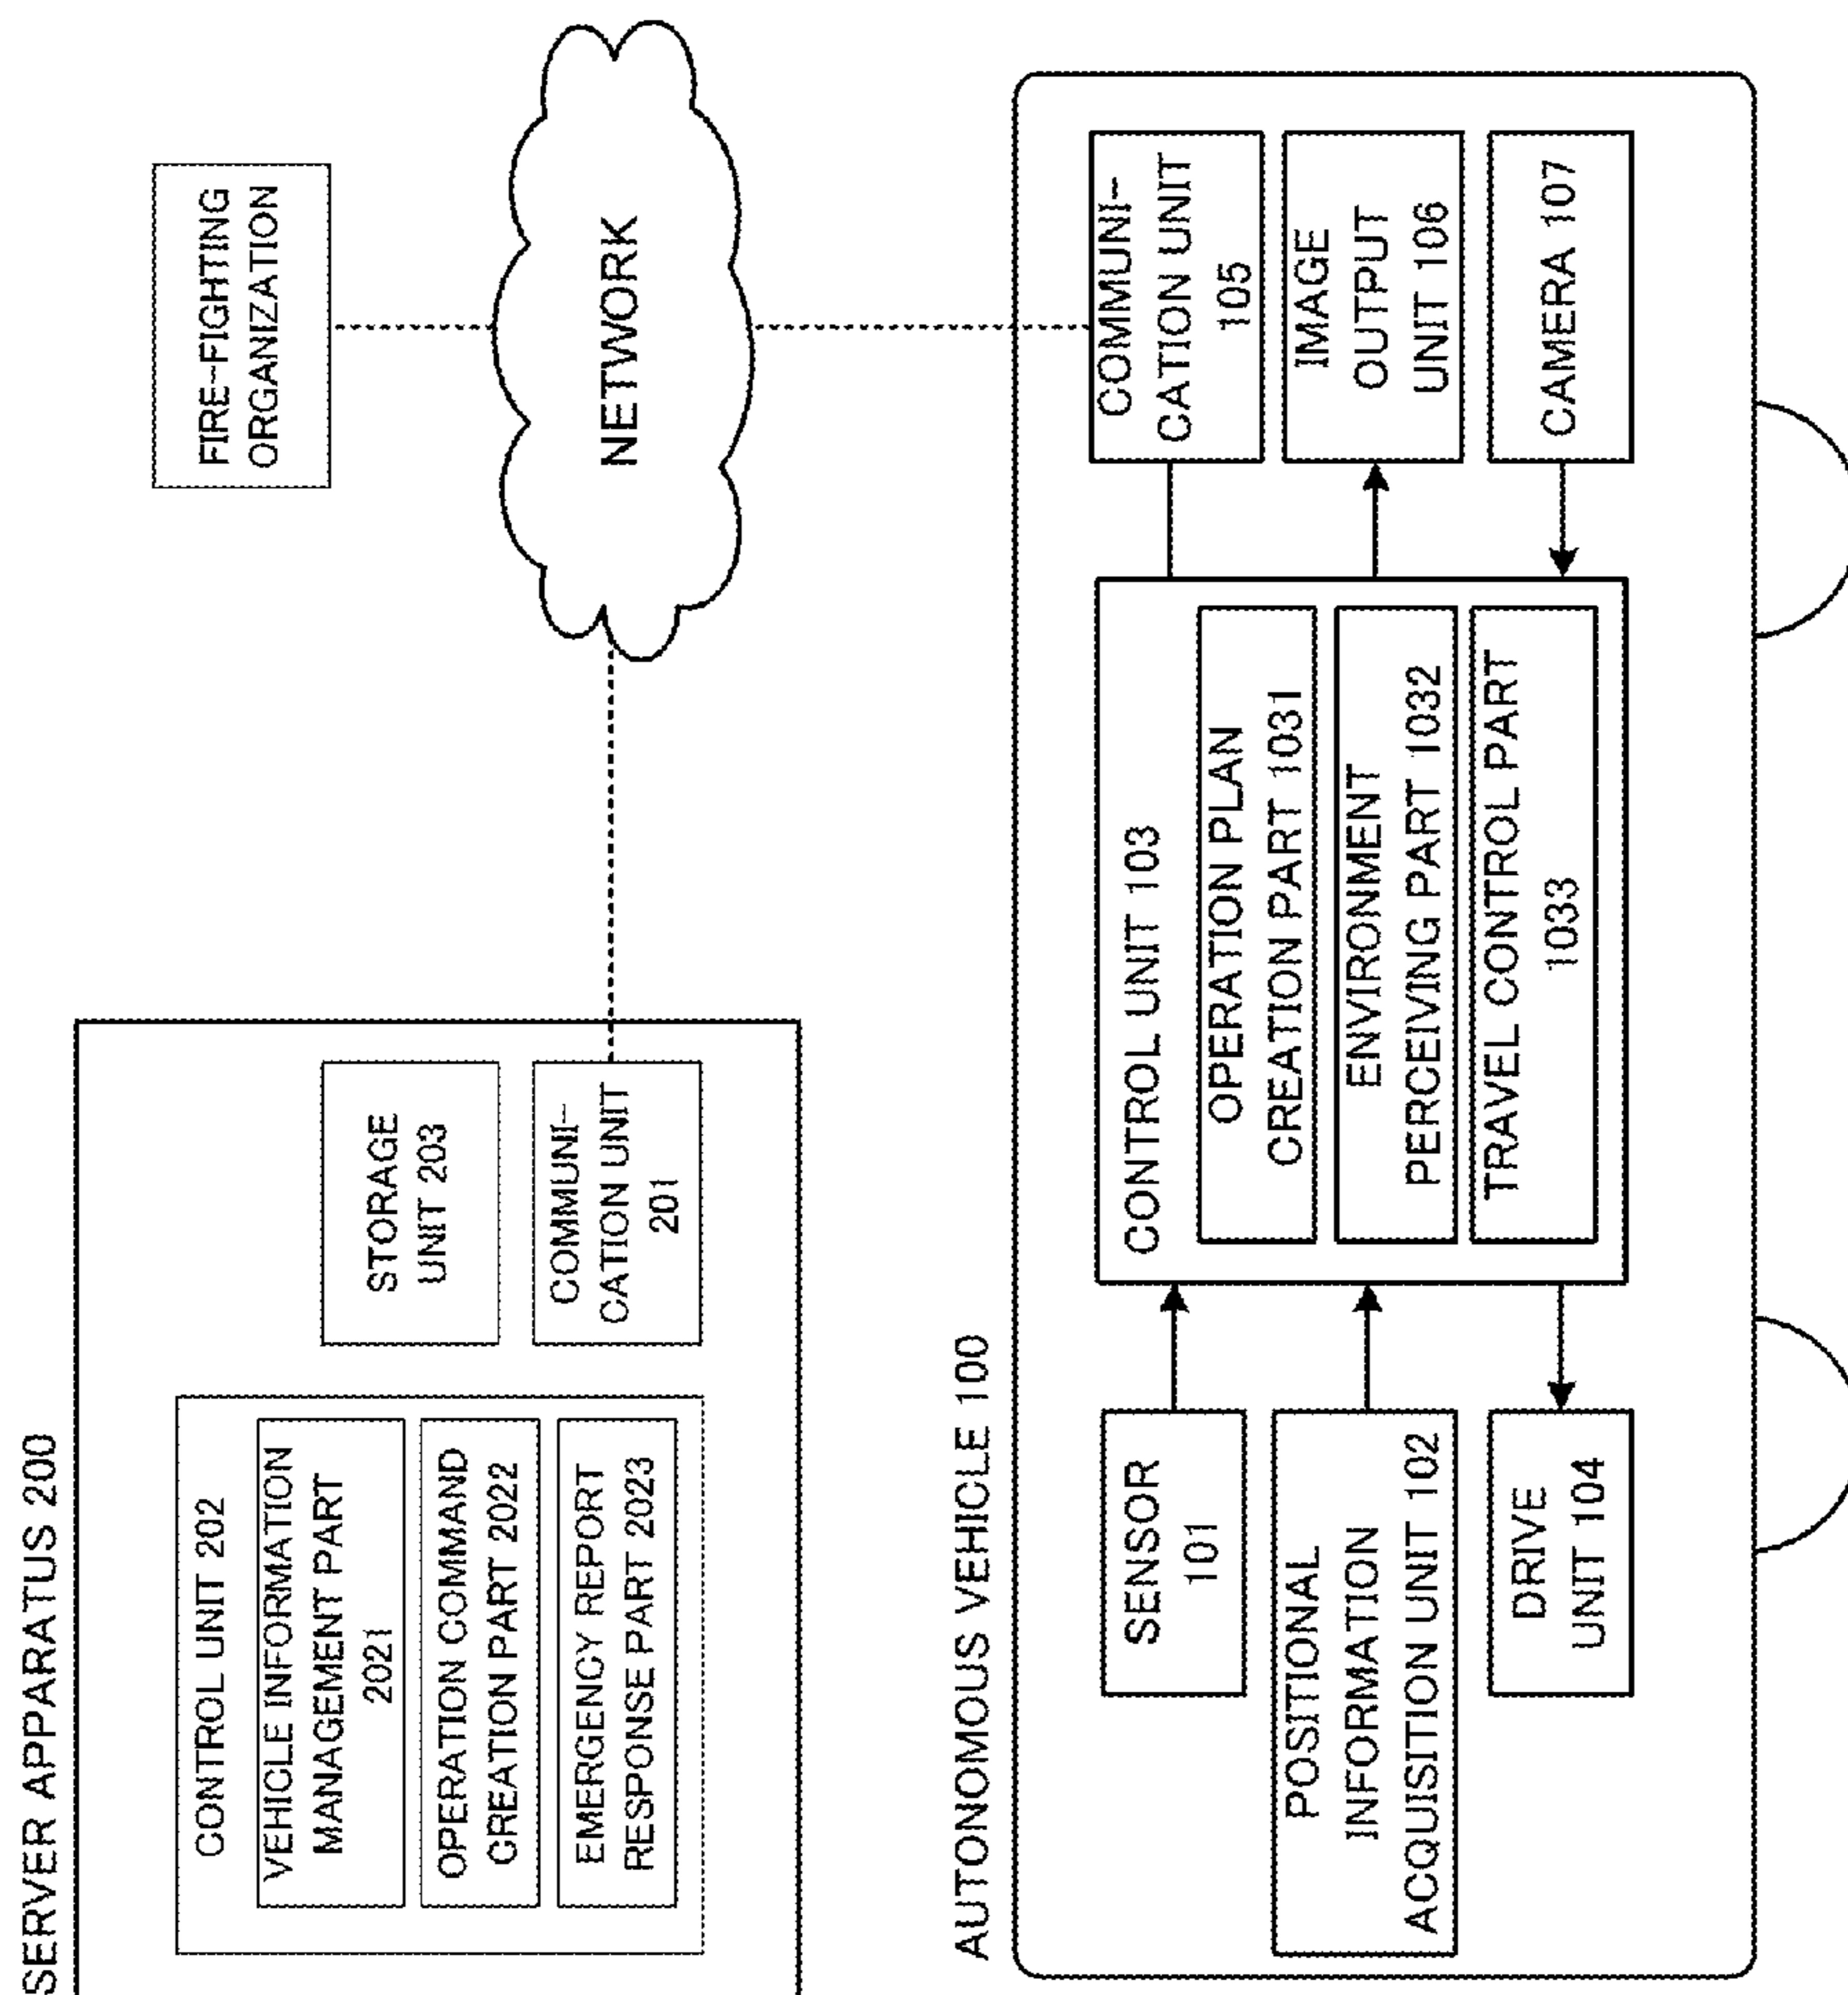 SERVER APPARATUS 200
CONTROL UNIT 202
VEHICLE INFORMATION
MANAGEMENT PART
2021
OPERATION COMMAND
CREATION PART 2022
EMERGENCY REPORT
RESPONSE PART 2023
STORAGE
UNIT 203
COMMUNI-
CATION UNIT
201
FIRE-FIGHTING
ORGANIZATION
NETWORK
AUTONOMOUS VEHICLE 100
SENSOR
101
POSITIONAL
INFORMATION
ACQUISITION UNIT 102
DRIVE
UNIT 104
CONTROL UNIT 103
OPERATION PLAN
CREATION PART 1031
ENVIRONMENT
PERCEIVING PART 1032
TRAVEL CONTROL PART
1033
COMMUNI-
CATION UNIT
105
IMAGE
OUTPUT
UNIT 106
CAMERA 107